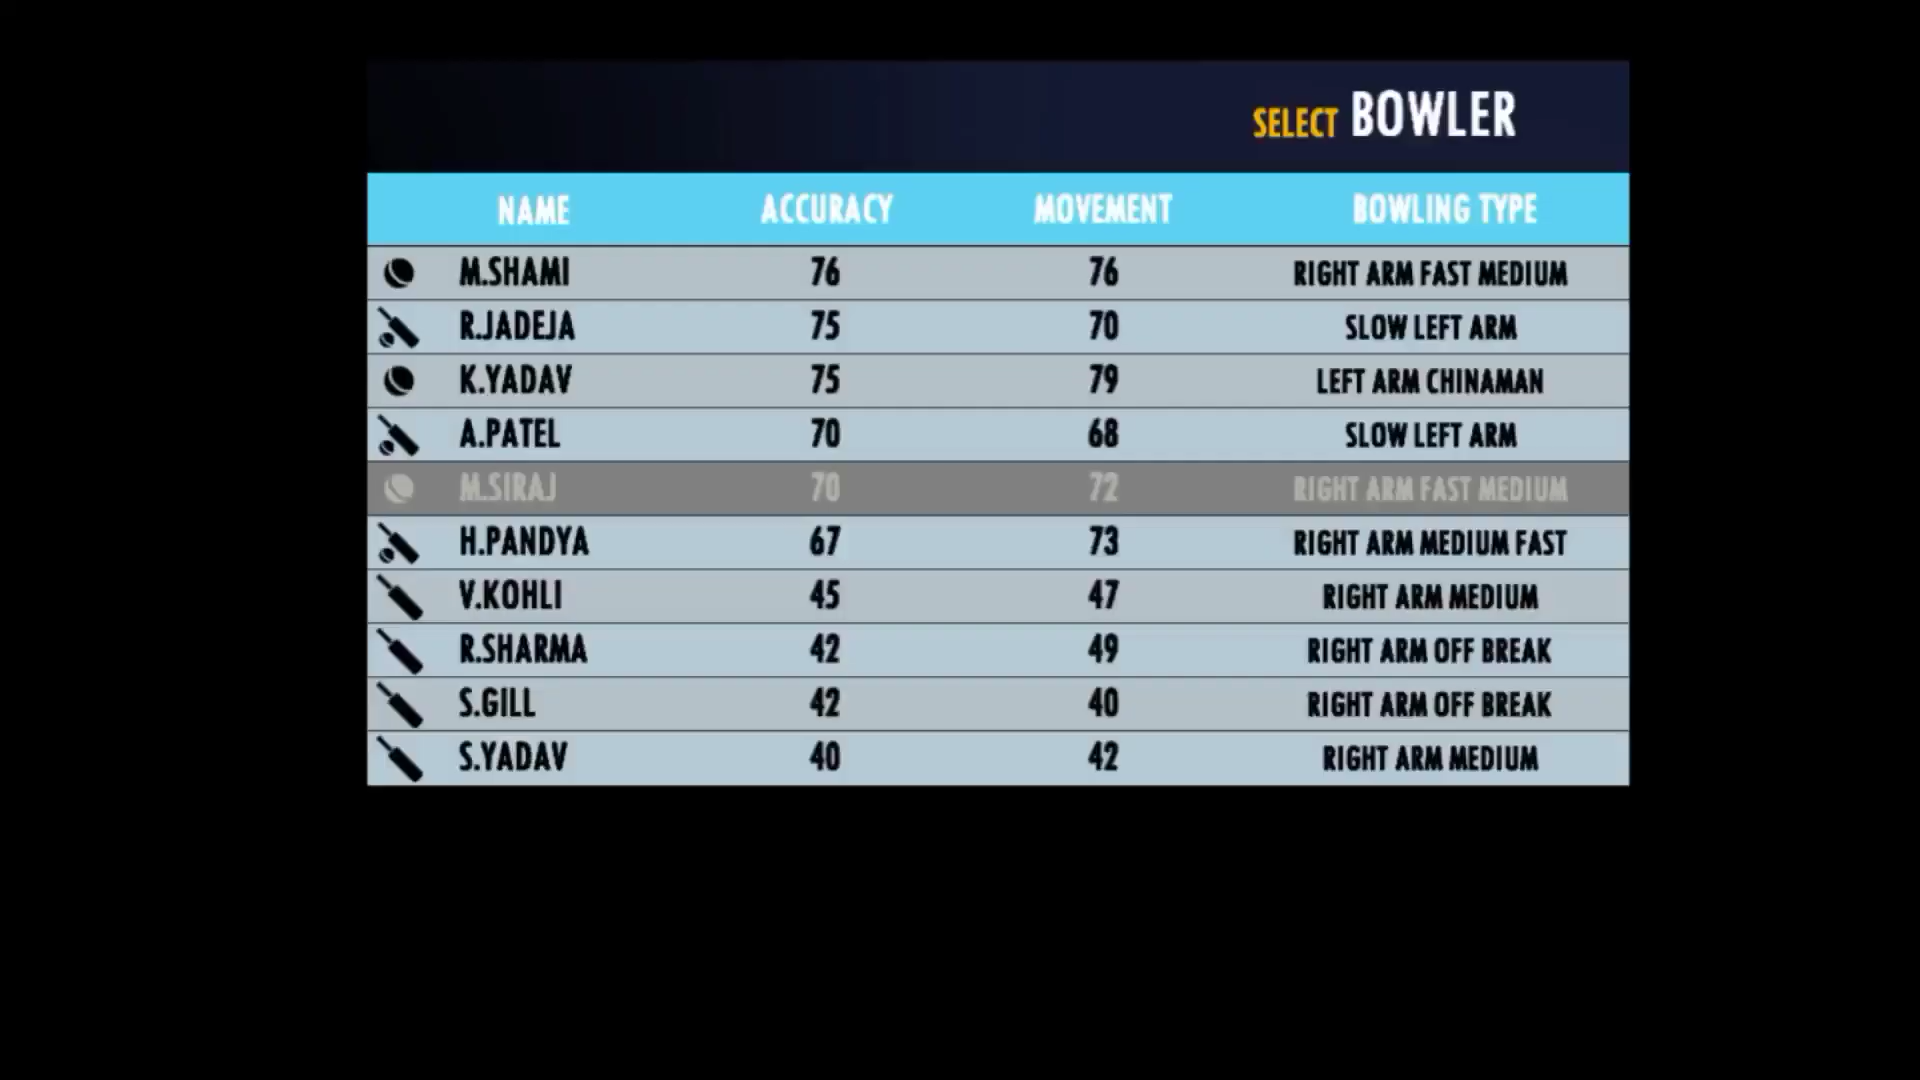 SELECT BOWLER
NAME ACCURACY MOVEMENT BOWLING TYPE
M.SHAMI 76 76 RIGHT ARM FAST MEDIUM
R.JADEJA 75 70 SLOW LEFT ARM
K.YADAV 75 79 LEFT ARM CHINAMAN
A.PATEL 70 68 SLOW LEFT ARM
M.SIRAJ 70 72 RIGHT ARM FAST MEDIUM
H.PANDYA 67 73 RIGHT ARM MEDIUM FAST
V.KOHLI 45 47 RIGHT ARM MEDIUM
R.SHARMA 42 49 RIGHT ARM OFF BREAK
S.GILL 42 40 RIGHT ARM OFF BREAK
S.YADAV 40 42 RIGHT ARM MEDIUM